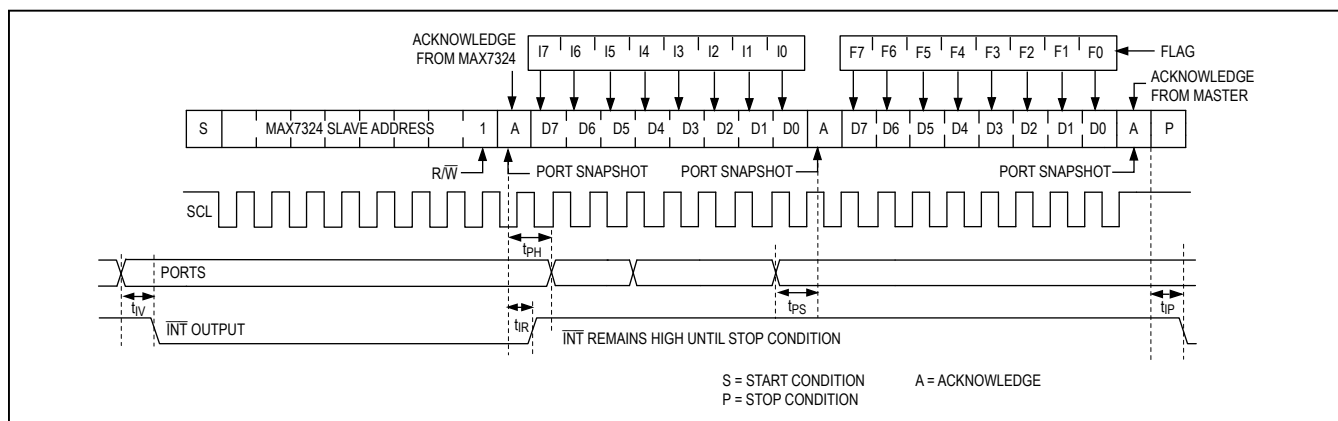 ACKNOWLEDGE
FROM MAX7324
I7 I6 I5 I4 I3 I2 I1 I0
F7 F6 F5 F4 F3 F2 F1 F0
FLAG
ACKNOWLEDGE
FROM MASTER
S MAX7324 SLAVE ADDRESS 1 A D7 D6 D5 D4 D3 D2 D1 D0 A D7 D6 D5 D4 D3 D2 D1 D0 A P
R/W̅ PORT SNAPSHOT PORT SNAPSHOT PORT SNAPSHOT
SCL
tPH
PORTS
tIV tIR tPS tIP
I̅N̅T̅ OUTPUT
I̅N̅T̅ REMAINS HIGH UNTIL STOP CONDITION
S = START CONDITION A = ACKNOWLEDGE
P = STOP CONDITION